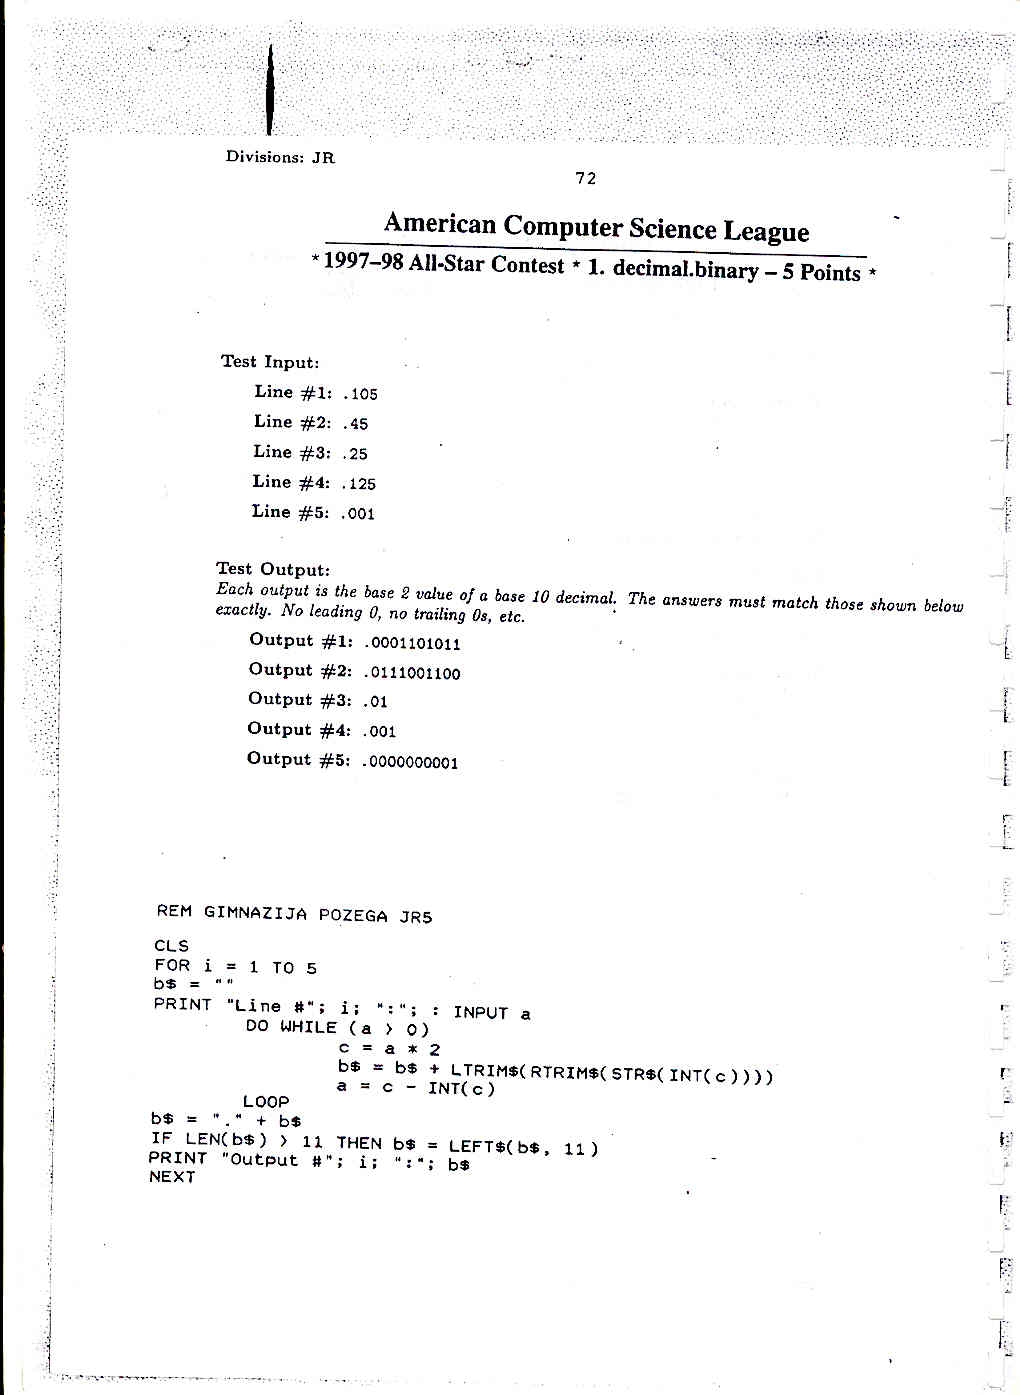 Divisions: JR
72
American Computer Science League
* 1997–98 All-Star Contest * 1. decimal.binary – 5 Points *
Test Input:
Line #1: .105
Line #2: .45
Line #3: .25
Line #4: .125
Line #5: .001
Test Output:
Each output is the base 2 value of a base 10 decimal. The answers must match those shown below
exactly. No leading 0, no trailing 0s, etc.
Output #1: .0001101011
Output #2: .0111001100
Output #3: .01
Output #4: .001
Output #5: .0000000001
REM GIMNAZIJA POZEGA JR5
CLS
FOR i = 1 TO 5
b$ = ""
PRINT "Line #"; i; ":"; : INPUT a
DO WHILE (a > 0)
c = a * 2
b$ = b$ + LTRIM$(RTRIM$(STR$(INT(c))))
a = c - INT(c)
LOOP
b$ = "." + b$
IF LEN(b$) > 11 THEN b$ = LEFT$(b$, 11)
PRINT "Output #"; i; ":"; b$
NEXT